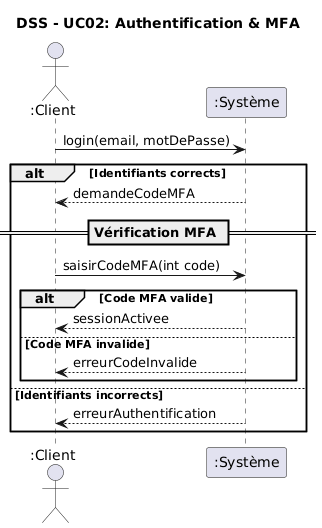 DSS - UC02: Authentification & MFA
:Client
:Système
login(email, motDePasse)
alt [Identifiants corrects]
demandeCodeMFA
Vérification MFA
saisirCodeMFA(int code)
alt [Code MFA valide]
sessionActivee
[Code MFA invalide]
erreurCodeInvalide
[Identifiants incorrects]
erreurAuthentification
:Client
:Système